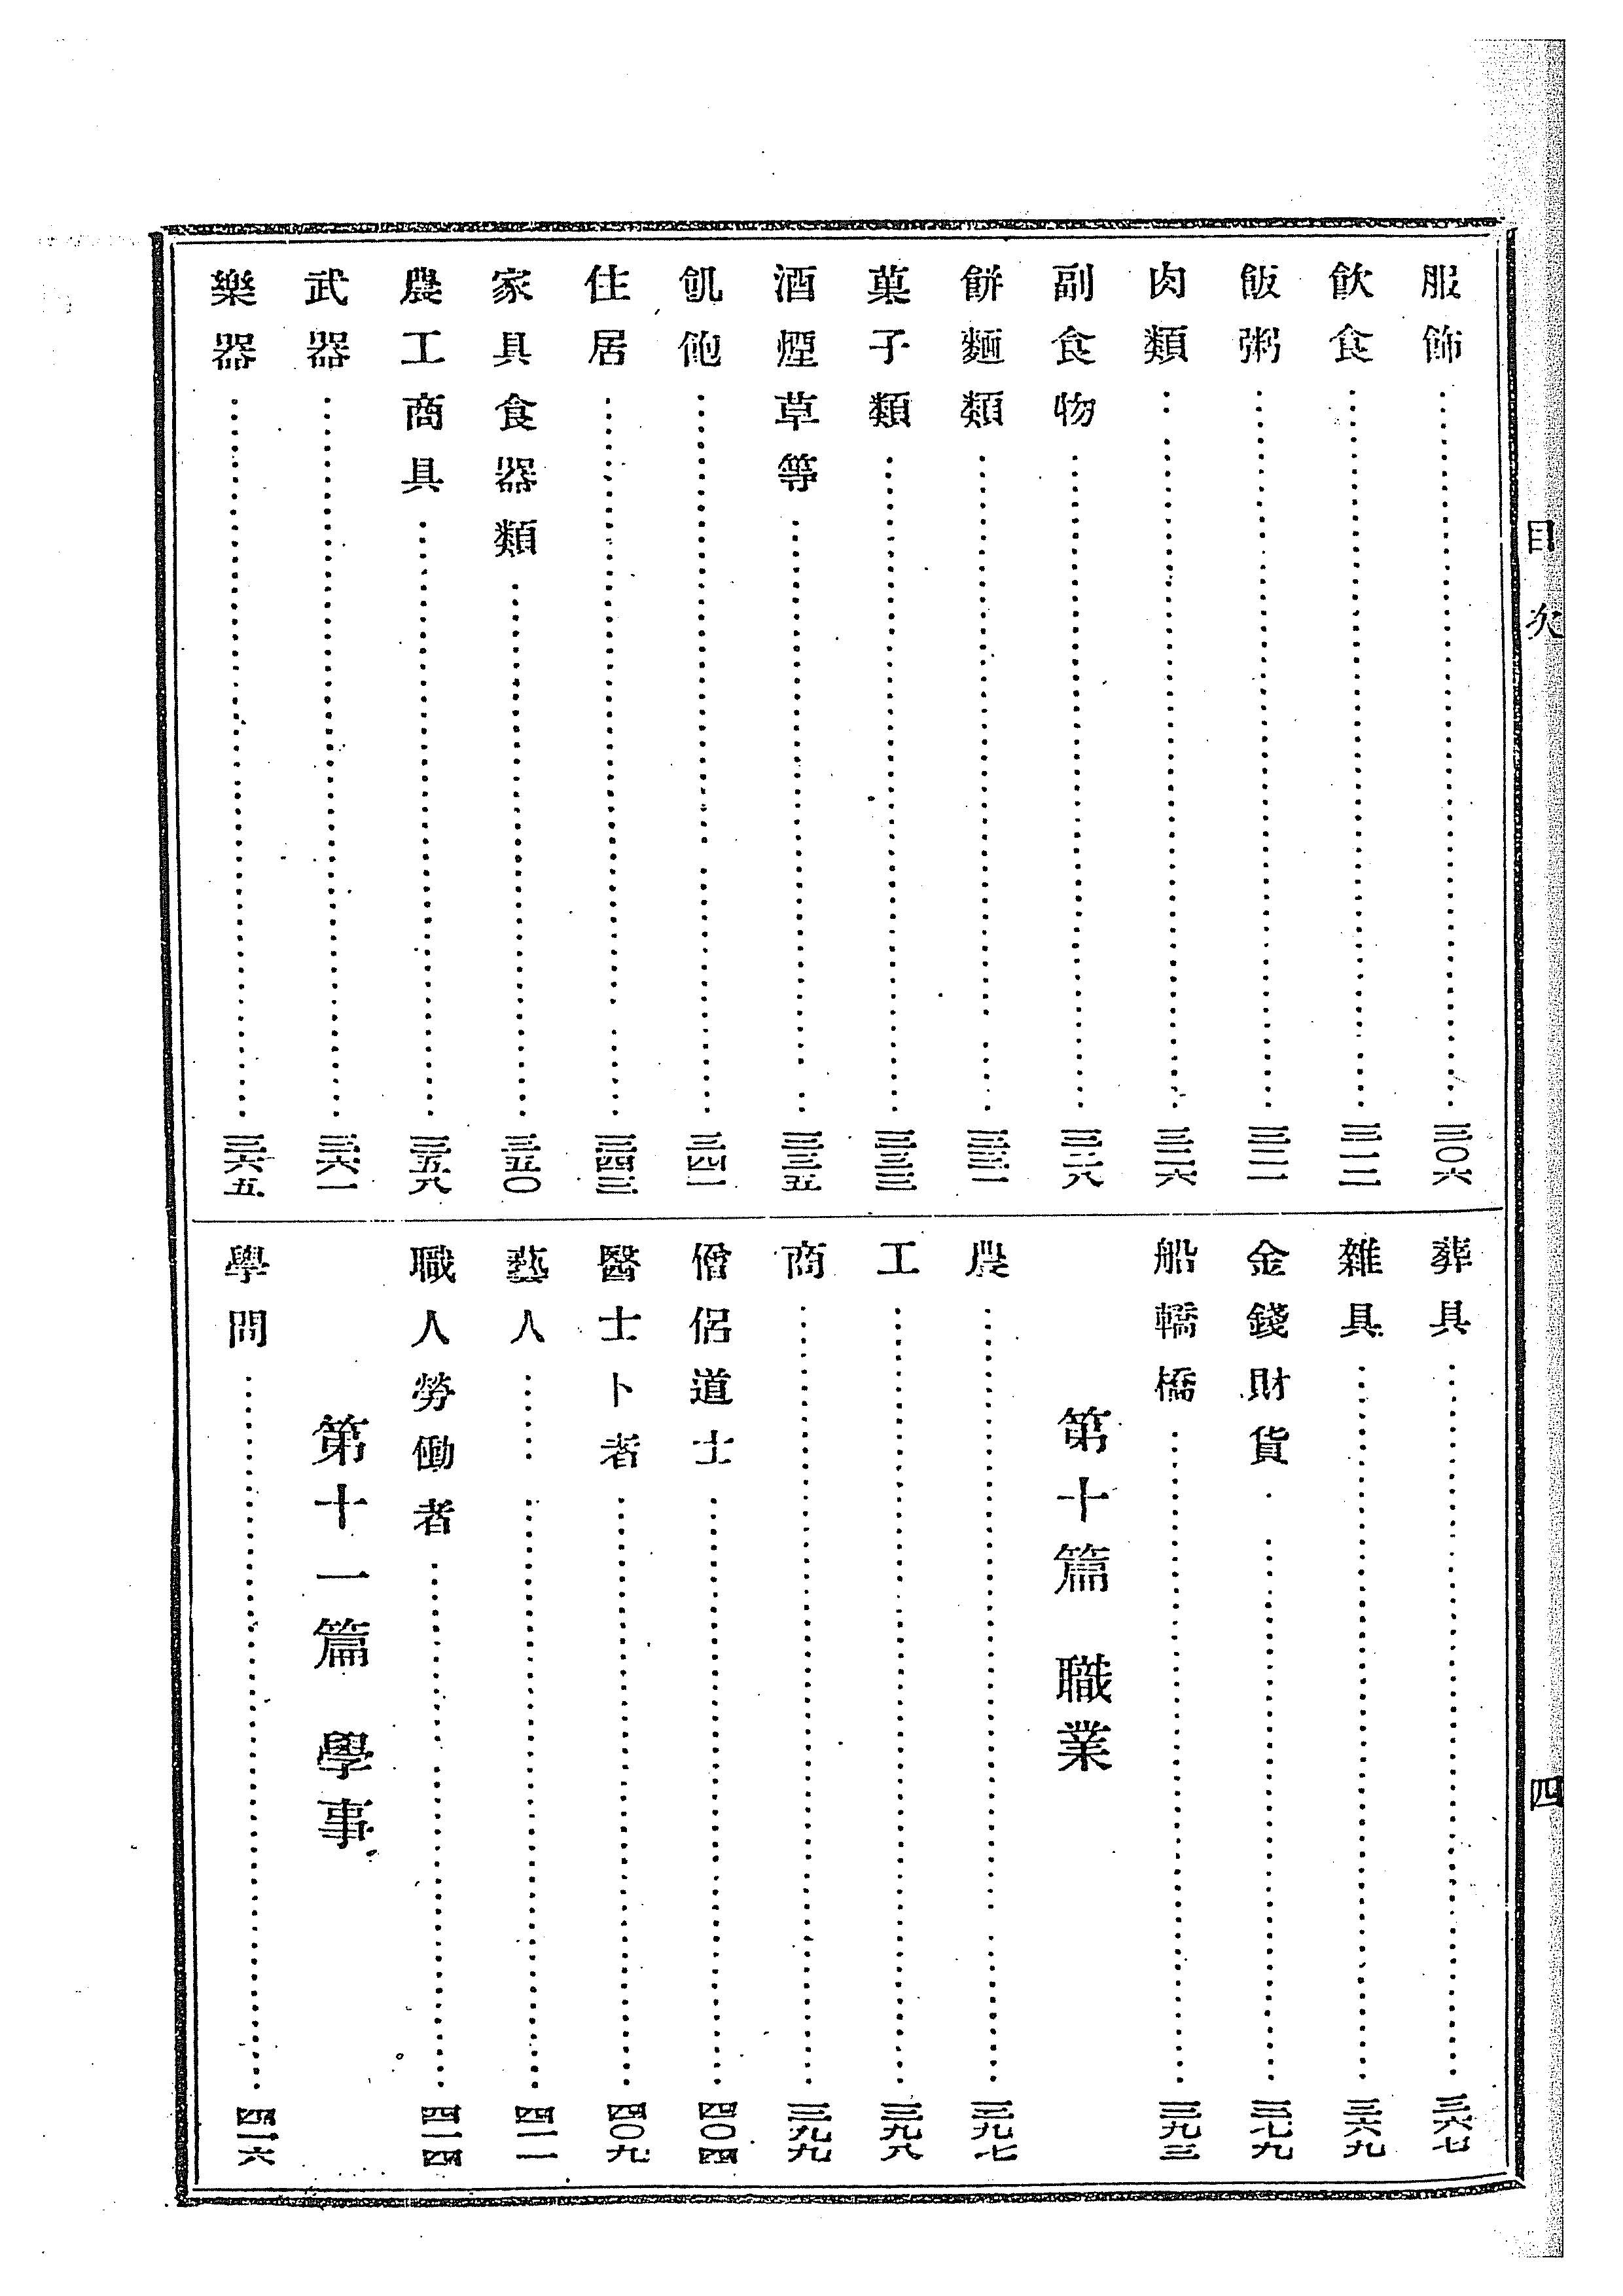 目次
四
服飾…………三〇六
飲食…………三一二
飯粥…………三二一
肉類…………三二六
副食物…………三二八
餅麵類…………三三一
菓子類…………三三三
酒煙草等…………三三五
飢飽…………三四一
住居…………三四三
家具食器類…………三五〇
農工商具…………三五八
武器…………三六一
樂器…………三六五
葬具…………三六七
雜具…………三六九
金錢財貨…………三七九
船轎橋…………三九三
第十篇　職業
農…………三九七
工…………三九八
商…………三九九
僧侶道士…………四〇四
醫士卜者…………四〇九
藝人…………四一一
職人勞働者…………四一四
第十一篇　學事
學問…………四一六